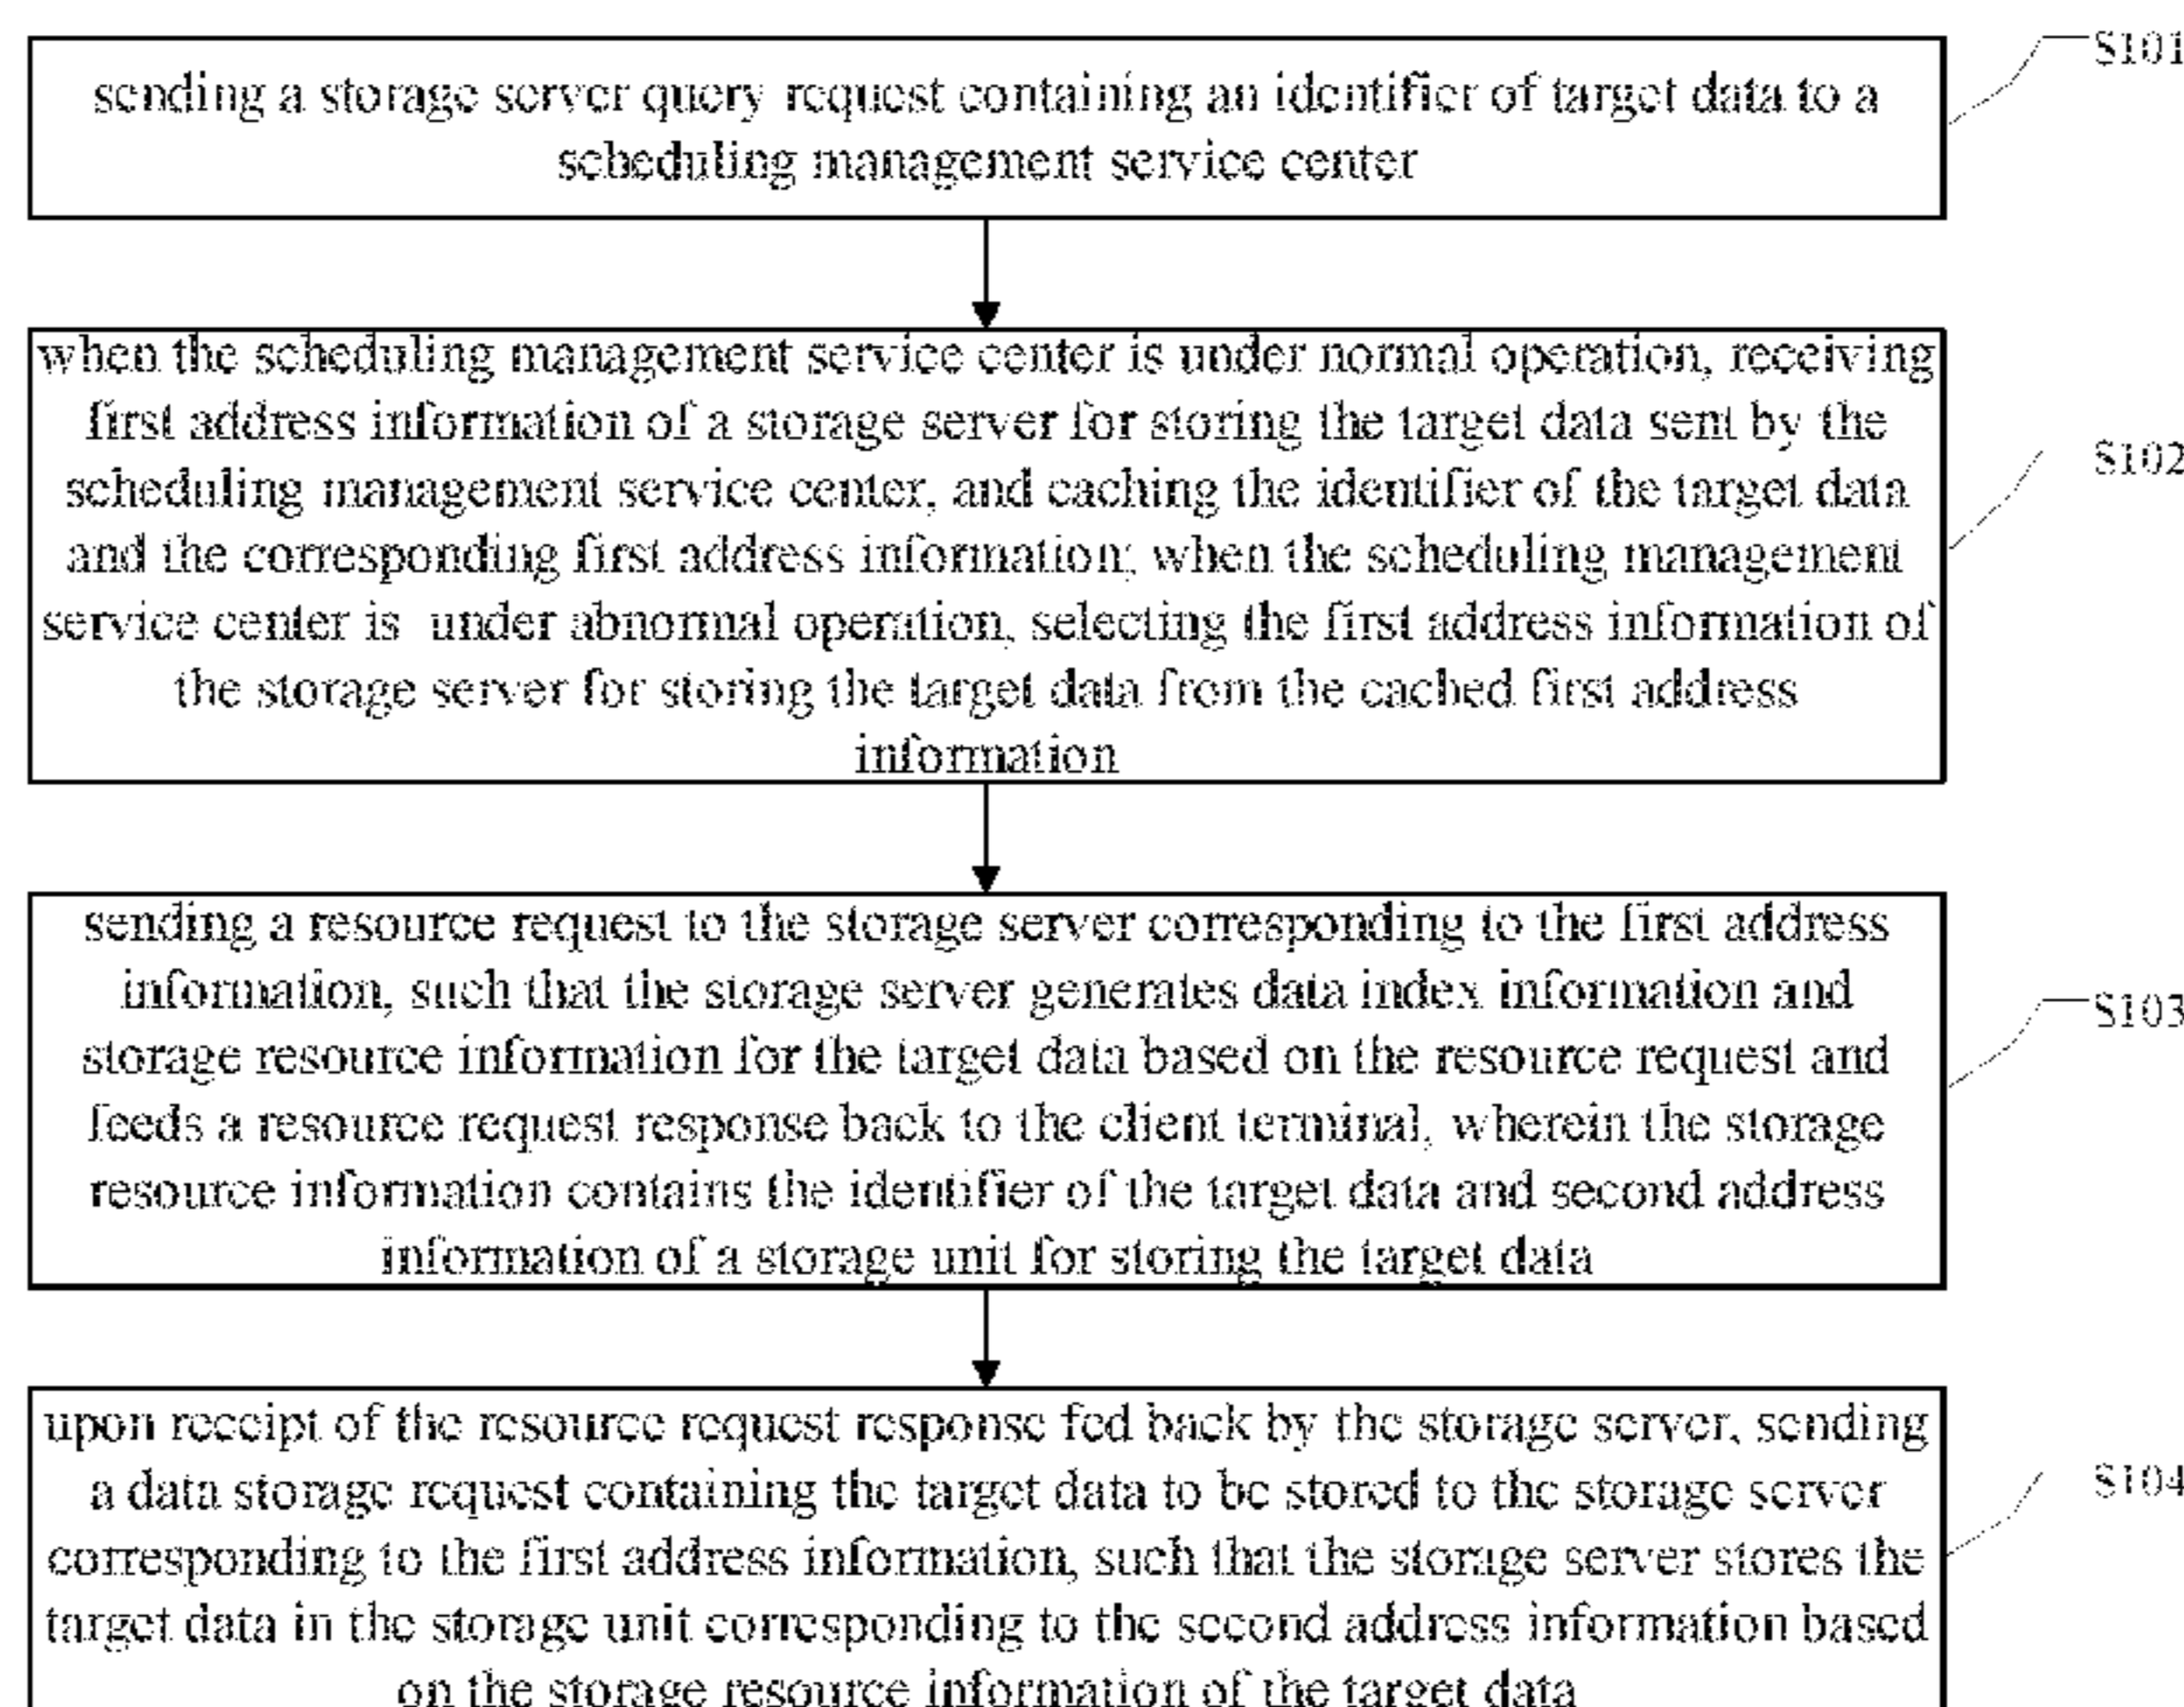 S101
sending a storage server query request containing an identifier of target data to a
scheduling management service center
when the scheduling management service center is under normal operation, receiving
first address information of a storage server for storing the target data sent by the
S102
scheduling management service center, and caching the identifier of the target data
and the corresponding first address information; when the scheduling management
service center is under abnormal operation, selecting the first address information of
the storage server for storing the target data from the cached first address
information
sending a resource request to the storage server corresponding to the first address
information, such that the storage server generates data index information and
S103
storage resource information for the target data based on the resource request and
feeds a resource request response back to the client terminal, wherein the storage
resource information contains the identifier of the target data and second address
information of a storage unit for storing the target data
upon receipt of the resource request response fed back by the storage server, sending
S104
a data storage request containing the target data to be stored to the storage server
corresponding to the first address information, such that the storage server stores the
target data in the storage unit corresponding to the second address information based
on the storage resource information of the target data